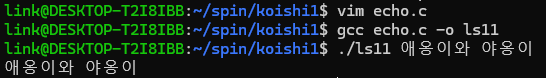 link@DESKTOP-T2I8IBB:~/spin/koishi1$ vim echo.c
link@DESKTOP-T2I8IBB:~/spin/koishi1$ gcc echo.c -o ls11
link@DESKTOP-T2I8IBB:~/spin/koishi1$ ./ls11 애옹이와 야옹이
애옹이와 야옹이